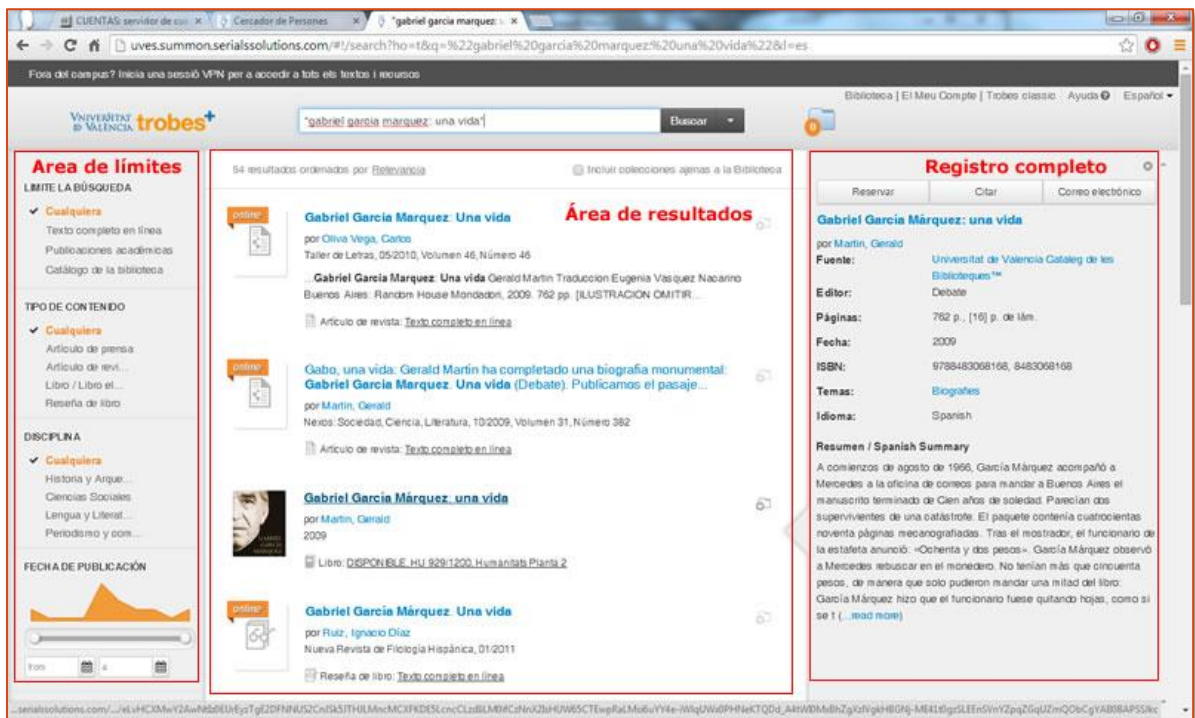 CUENTAS: servidor de cue
Cercador de Persones
"gabriel garcia marquez: u
uves.summon.serialssolutions.com/#!/search?ho=t&q=%22gabriel%20garcia%20marquez:%20una%20vida%22&l=es
Fora del campus? Inicia una sessió VPN per a accedir a tots els textos i recursos
Biblioteca | El Meu Compte | Trobes classic Ayuda Español
VNIVERSITAT
D VALÈNCIA
trobes+
"gabriel garcia marquez: una vida"
Buscar
0
Area de límites
LIMITE LA BÚSQUEDA
Cualquiera
Texto completo en línea
Publicaciones académicas
Catálogo de la biblioteca
TIPO DE CONTENIDO
Cualquiera
Artículo de prensa
Artículo de revi...
Libro / Libro el...
Reseña de libro
DISCIPLINA
Cualquiera
Historia y Arque...
Ciencias Sociales
Lengua y Literat...
Periodismo y com...
FECHA DE PUBLICACIÓN
from
a
54 resultados ordenados por Relevancia
Incluir colecciones ajenas a la Biblioteca
Área de resultados
online
Gabriel Garcia Marquez: Una vida
por Oliva Vega, Carlos
Taller de Letras, 05/2010, Volumen 46, Número 46
...Gabriel Garcia Marquez: Una vida Gerald Martin Traduccion Eugenia Vasquez Nacarino
Buenos Aires: Random House Mondadori, 2009. 762 pp. [ILUSTRACION OMITIR...
Artículo de revista: Texto completo en línea
online
Gabo, una vida: Gerald Martin ha completado una biografía monumental:
Gabriel García Marquez. Una vida (Debate). Publicamos el pasaje...
por Martin, Gerald
Nexos: Sociedad, Ciencia, Literatura, 10/2009, Volumen 31, Número 382
Artículo de revista: Texto completo en línea
GABRIEL
GARCÍA
MÁRQUEZ
Gabriel García Márquez: una vida
por Martin, Gerald
2009
Libro: DISPONIBLE, HU 929/1200, Humanitats Planta 2
online
Gabriel García Márquez. Una vida
por Ruiz, Ignacio Díaz
Nueva Revista de Filología Hispánica, 01/2011
Reseña de libro: Texto completo en línea
Registro completo
Reservar
Citar
Correo electrónico
Gabriel García Márquez: una vida
por Martin, Gerald
Fuente: Universitat de Valencia Cataleg de les
Biblioteques™
Editor: Debate
Páginas: 762 p., [16] p. de lám.
Fecha: 2009
ISBN: 9788483068168, 8483068168
Temas: Biografies
Idioma: Spanish
Resumen / Spanish Summary
A comienzos de agosto de 1966, García Márquez acompañó a
Mercedes a la oficina de correos para mandar a Buenos Aires el
manuscrito terminado de Cien años de soledad. Parecían dos
supervivientes de una catástrofe. El paquete contenía cuatrocientas
noventa páginas mecanografiadas. Tras el mostrador, el funcionario de
la estafeta anunció: «Ochenta y dos pesos». García Márquez observó
a Mercedes rebuscar en el monedero. No tenían más que cincuenta
pesos, de manera que solo pudieron mandar una mitad del libro:
García Márquez hizo que el funcionario fuese quitando hojas, como si
se t (...read more)